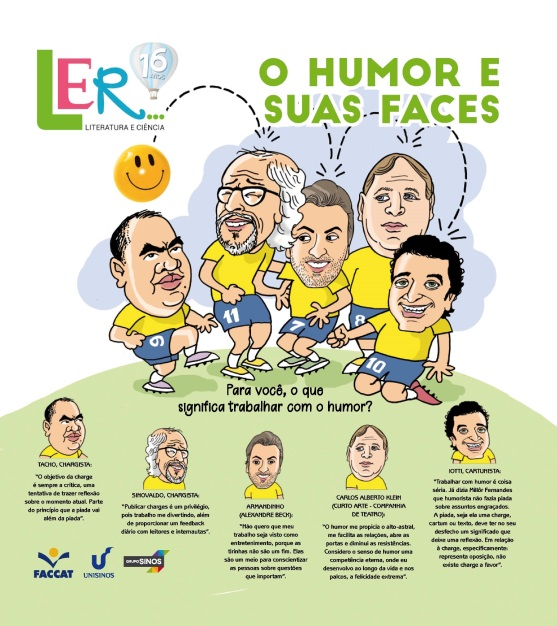 LER...
16
ANOS
LITERATURA E CIÊNCIA
O HUMOR E
SUAS FACES
9
11
7
8
10
Para você, o que
significa trabalhar com o humor?
TACHO, CHARGISTA:
"O objetivo da charge
é sempre a crítica, uma
tentativa de trazer reflexão
sobre o momento atual. Parte
do princípio que a piada vai
além da piada".
SINOVALDO, CHARGISTA:
"Publicar charges é um privilégio,
pois trabalho me divertindo, além
de proporcionar um feedback
diário com leitores e internautas".
ARMANDINHO
(ALEXANDRE BECK):
"Não quero que meu
trabalho seja visto como
entretenimento, porque as
tirinhas não são um fim. Elas
são um meio para conscientizar
as pessoas sobre questões
que importam".
CARLOS ALBERTO KLEIN
(CURTO ARTE - COMPANHIA
DE TEATRO):
"O humor me propicia o alto-astral,
me facilita as relações, abre as
portas e diminui as resistências.
Considero o senso de humor uma
competência eterna, onde eu
desenvolvo ao longo da vida e nos
palcos, a felicidade extrema".
IOTTI, CARTUNISTA:
"Trabalhar com humor é coisa
séria. Já dizia Millôr Fernandes
que humorista não fazia piada
sobre assuntos engraçados.
A piada, seja ela uma charge,
cartum ou texto, deve ter no seu
desfecho um significado que
deixe uma reflexão. Em relação
à charge, especificamente:
representa oposição, não
existe charge a favor".
FACCAT
UNISINOS
GRUPO SINOS